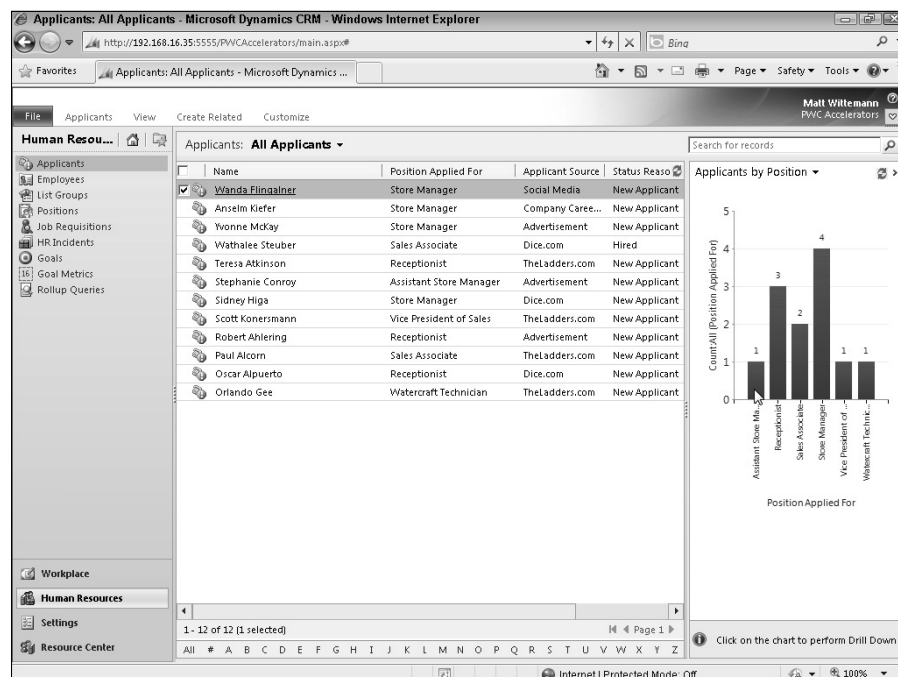 Applicants: All Applicants - Microsoft Dynamics CRM - Windows Internet Explorer
http://192.168.16.35:5555/PWCAccelerators/main.aspx#
Bing
Favorites
Applicants: All Applicants - Microsoft Dynamics ...
Page Safety Tools
Matt Wittemann
PWC Accelerators
File Applicants View Create Related Customize
Human Resou...
Applicants: All Applicants
Search for records
Applicants
Employees
List Groups
Positions
Job Requisitions
HR Incidents
Goals
16 Goal Metrics
Rollup Queries
Name Position Applied For Applicant Source Status Reaso
Wanda Flingalner Store Manager Social Media New Applicant
Anselm Kiefer Store Manager Company Caree... New Applicant
Yvonne McKay Store Manager Advertisement New Applicant
Wathalee Steuber Sales Associate Dice.com Hired
Teresa Atkinson Receptionist TheLadders.com New Applicant
Stephanie Conroy Assistant Store Manager Advertisement New Applicant
Sidney Higa Store Manager Dice.com New Applicant
Scott Konersmann Vice President of Sales TheLadders.com New Applicant
Robert Ahlering Receptionist Advertisement New Applicant
Paul Alcorn Sales Associate TheLadders.com New Applicant
Oscar Alpuerto Receptionist Dice.com New Applicant
Orlando Gee Watercraft Technician TheLadders.com New Applicant
Applicants by Position
Count:All (Position Applied For)
5
4
3
2
1
0
1
3
2
4
1
1
Assistant Store Ma...
Receptionist
Sales Associate
Store Manager
Vice President of ...
Watercraft Technic...
Position Applied For
Workplace
Human Resources
Settings
Resource Center
1 - 12 of 12 (1 selected)
Page 1
All # A B C D E F G H I J K L M N O P Q R S T U V W X Y Z
Click on the chart to perform Drill Down
Internet | Protected Mode: Off
100%